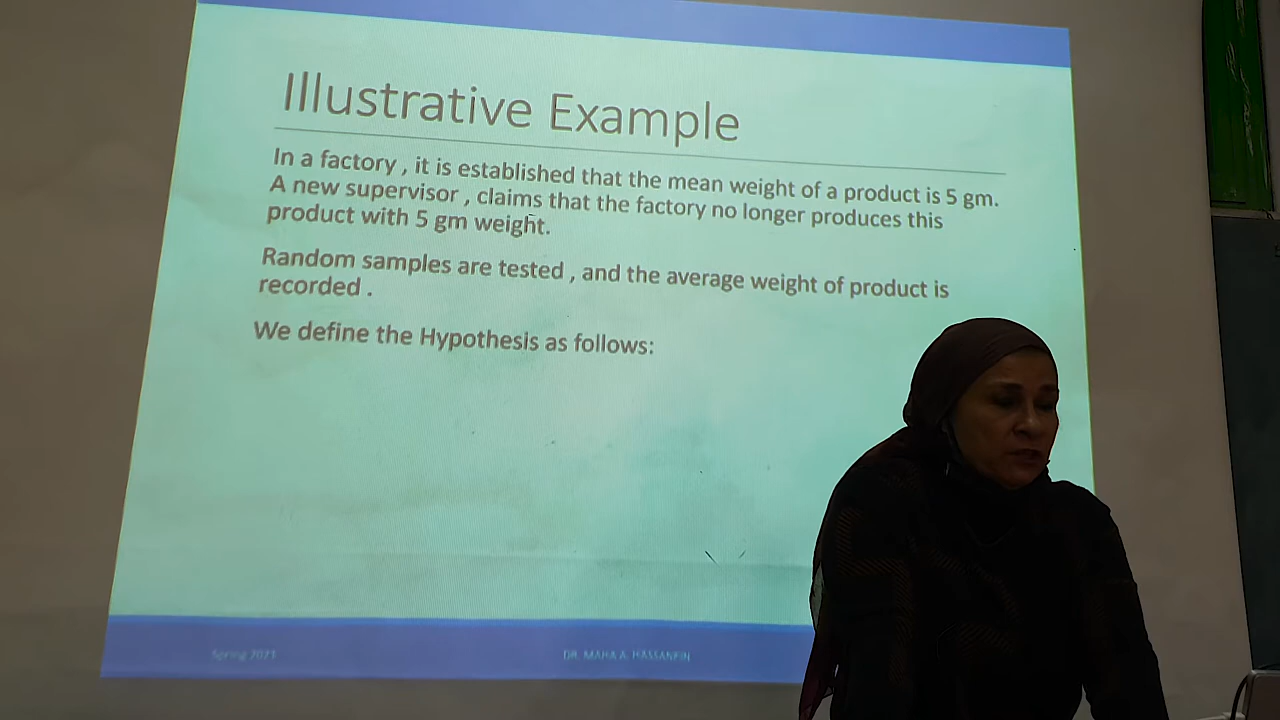 Illustrative Example
In a factory , it is established that the mean weight of a product is 5 gm.
A new supervisor , claims that the factory no longer produces this
product with 5 gm weight.
Random samples are tested , and the average weight of product is
recorded .
We define the Hypothesis as follows:
Spring 2021
DR. MAHA A. HASSANEIN